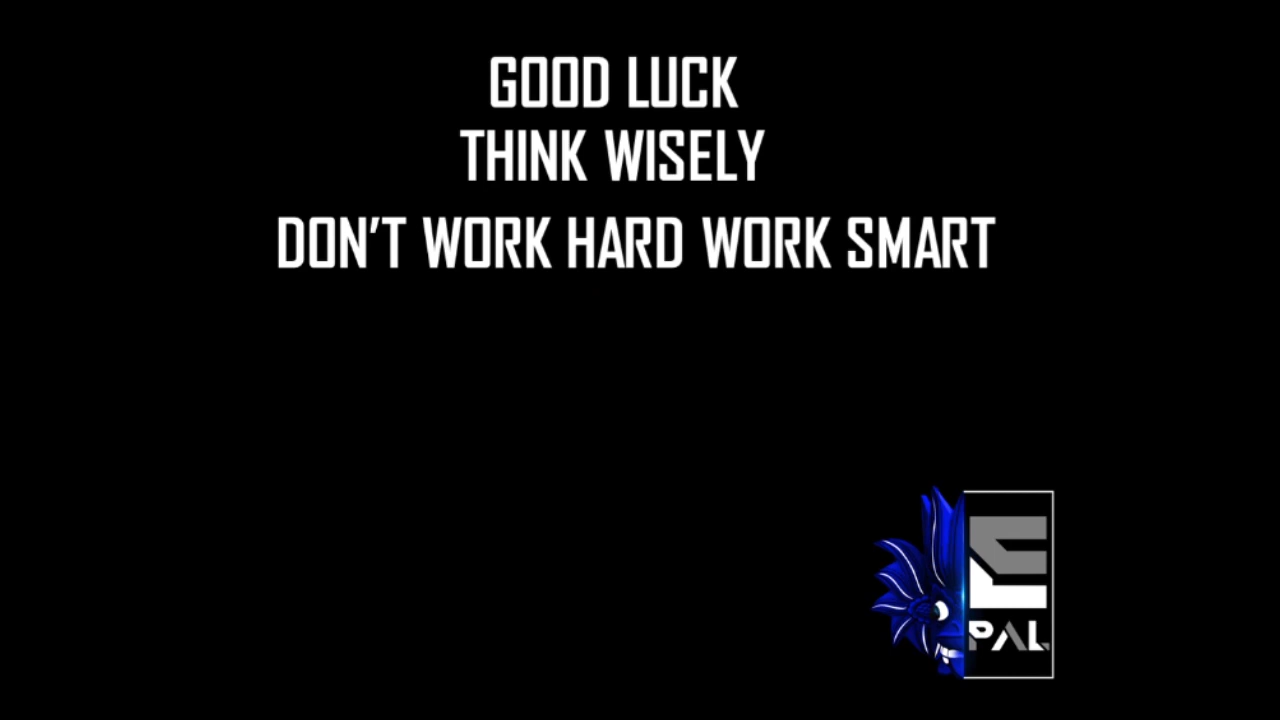 GOOD LUCK
THINK WISELY
DON'T WORK HARD WORK SMART
E
PAL